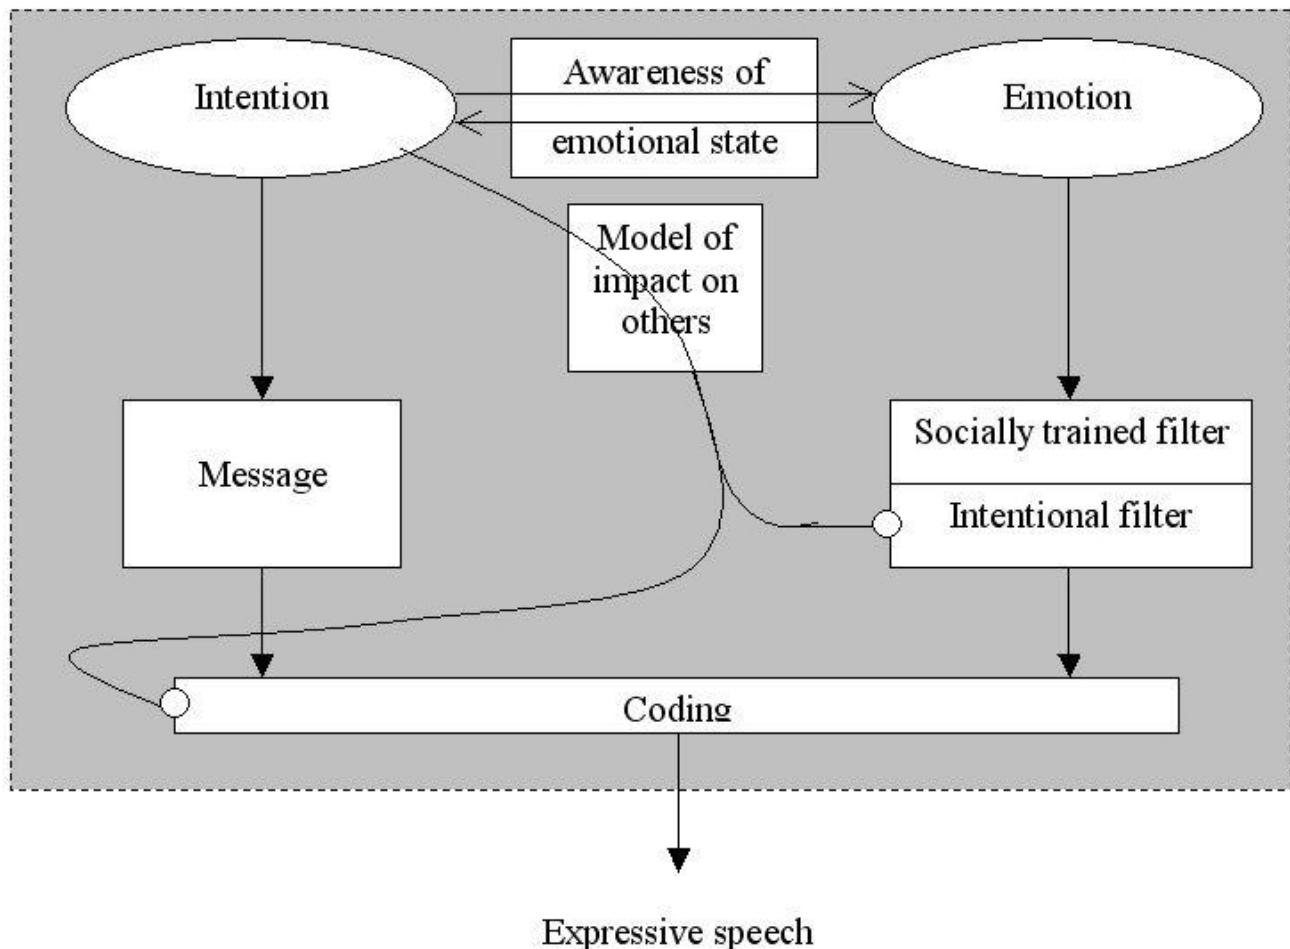 Intention
Awareness of
emotional state
Emotion
Model of
impact on
others
Message
Socially trained filter
Intentional filter
Coding
Expressive speech